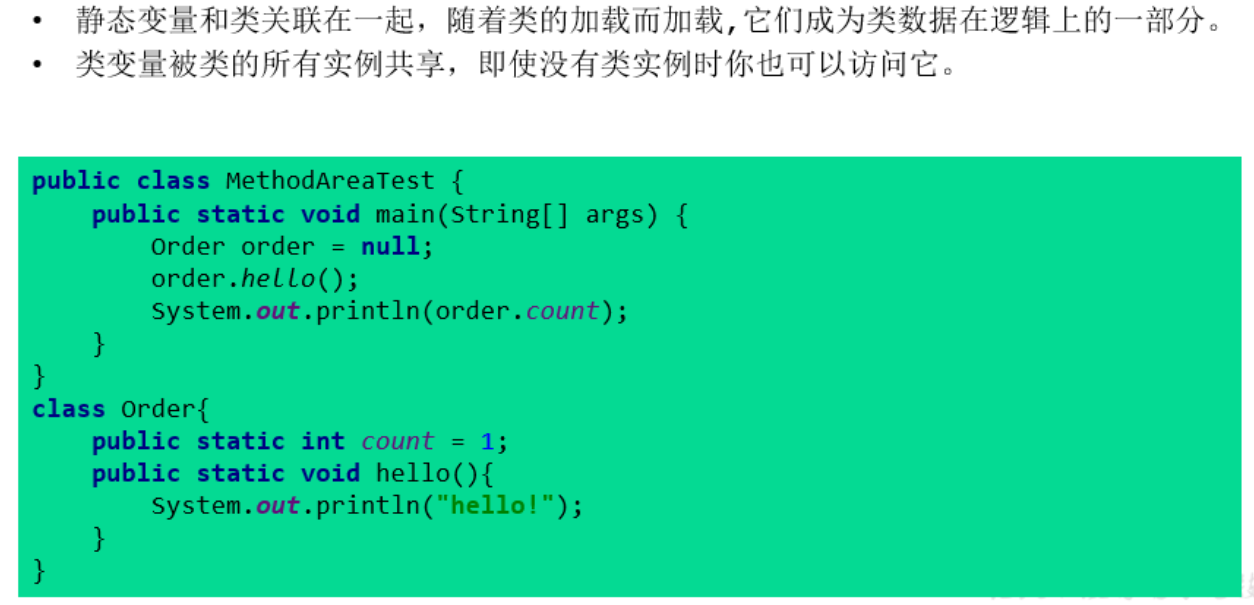 • 静态变量和类关联在一起，随着类的加载而加载,它们成为类数据在逻辑上的一部分。
• 类变量被类的所有实例共享，即使没有类实例时你也可以访问它。
public class MethodAreaTest {
    public static void main(String[] args) {
        Order order = null;
        order.hello();
        System.out.println(order.count);
    }
}
class Order{
    public static int count = 1;
    public static void hello(){
        System.out.println("hello!");
    }
}